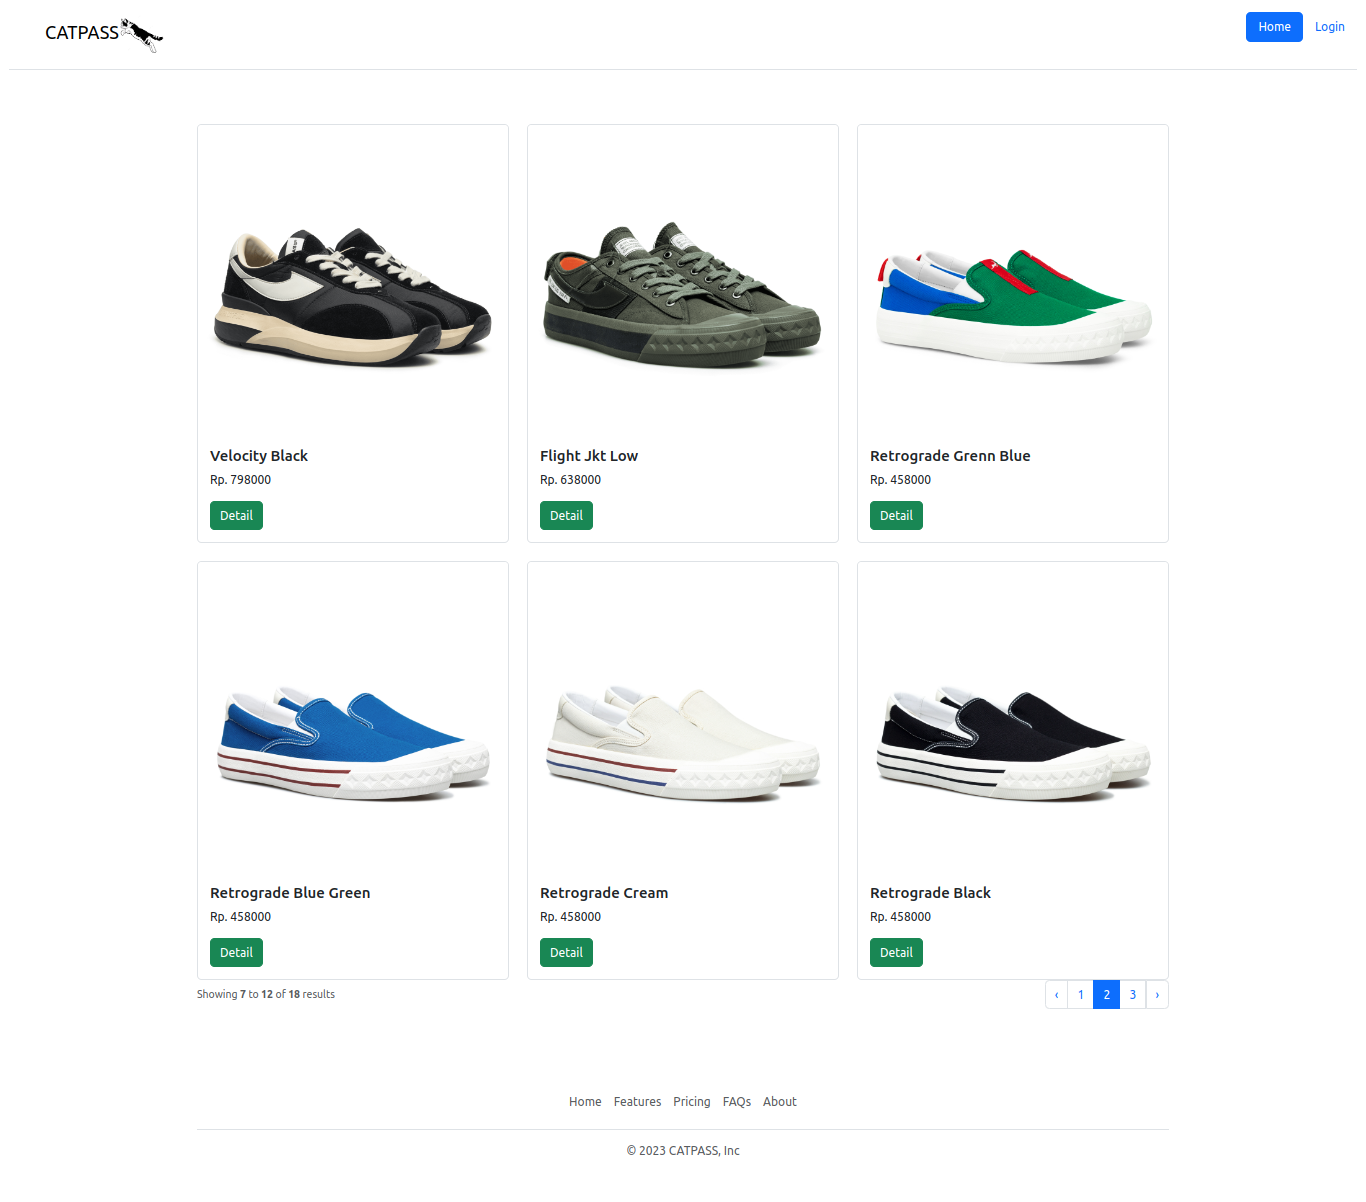 CATPASS
Home Login
Velocity Black
Rp. 798000
Detail
Flight Jkt Low
Rp. 638000
Detail
Retrograde Grenn Blue
Rp. 458000
Detail
Retrograde Blue Green
Rp. 458000
Detail
Retrograde Cream
Rp. 458000
Detail
Retrograde Black
Rp. 458000
Detail
Showing 7 to 12 of 18 results
‹ 1 2 3 ›
Home Features Pricing FAQs About
© 2023 CATPASS, Inc